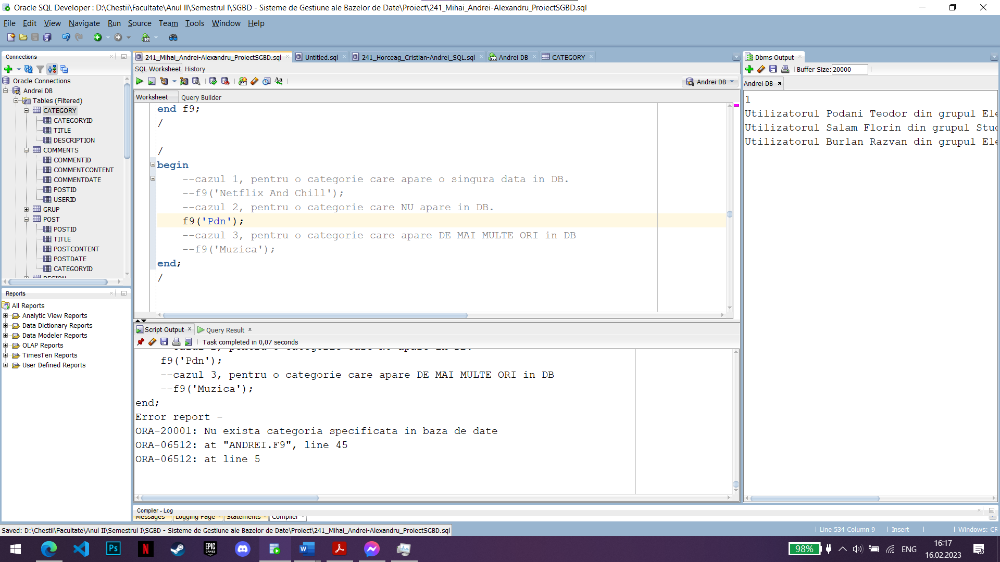 Oracle SQL Developer : D:\Chestii\Facultate\Anul II\Semestrul I\SGBD - Sisteme de Gestiune ale Bazelor de Date\Proiect\241_Mihai_Andrei-Alexandru_ProiectSGBD.sql
File Edit View Navigate Run Source Team Tools Window Help
Connections
Oracle Connections
Andrei DB
Tables (Filtered)
CATEGORY
CATEGORYID
TITLE
DESCRIPTION
COMMENTS
COMMENTID
COMMENTCONTENT
COMMENTDATE
POSTID
USERID
GRUP
POST
POSTID
TITLE
POSTCONTENT
POSTDATE
CATEGORYID
REGION
Reports
All Reports
Analytic View Reports
Data Dictionary Reports
Data Modeler Reports
OLAP Reports
TimesTen Reports
User Defined Reports
241_Mihai_Andrei-Alexandru_ProiectSGBD.sql Untitled.sql 241_Horceag_Cristian-Andrei_SQL.sql Andrei DB CATEGORY
SQL Worksheet History
Andrei DB
Worksheet Query Builder
end f9;
/
/
begin
--cazul 1, pentru o categorie care apare o singura data in DB.
--f9('Netflix And Chill');
--cazul 2, pentru o categorie care NU apare in DB.
f9('Pdn');
--cazul 3, pentru o categorie care apare DE MAI MULTE ORI in DB
--f9('Muzica');
end;
/
Script Output Query Result
Task completed in 0,07 seconds
f9('Pdn');
--cazul 3, pentru o categorie care apare DE MAI MULTE ORI in DB
--f9('Muzica');
end;
Error report -
ORA-20001: Nu exista categoria specificata in baza de date
ORA-06512: at "ANDREI.F9", line 45
ORA-06512: at line 5
Dbms Output
Buffer Size: 20000
Andrei DB
1
Utilizatorul Podani Teodor din grupul Ele
Utilizatorul Salam Florin din grupul Stud
Utilizatorul Burlan Razvan din grupul Ele
Compiler - Log
Messages Logging Page Statements Compiler
Saved: D:\Chestii\Facultate\Anul II\Semestrul I\SGBD - Sisteme de Gestiune ale Bazelor de Date\Proiect\241_Mihai_Andrei-Alexandru_ProiectSGBD.sql
Line 534 Column 9 Insert Windows: CR
Ps N EPIC GAMES
98% ENG
16:17
16.02.2023